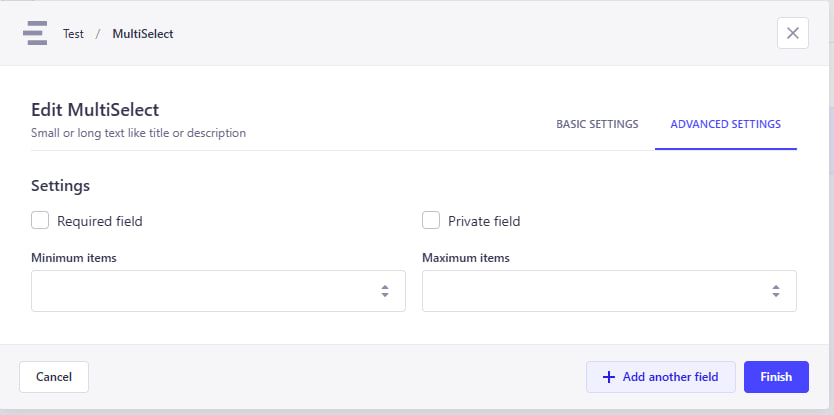 Test / MultiSelect
Edit MultiSelect
Small or long text like title or description
BASIC SETTINGS
ADVANCED SETTINGS
Settings
Required field
Private field
Minimum items
Maximum items
Cancel
Add another field
Finish